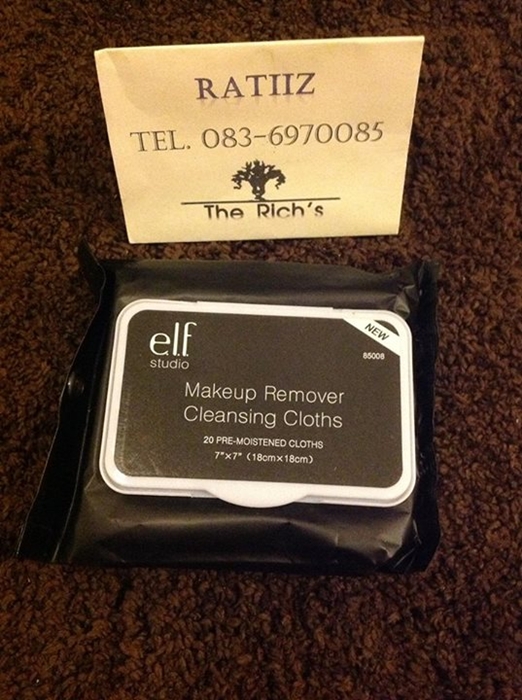 RATIIZ
TEL. 083-6970085
The Rich's
e.l.f.
studio
NEW
85008
Makeup Remover
Cleansing Cloths
20 PRE-MOISTENED CLOTHS
7"×7" (18cm×18cm)